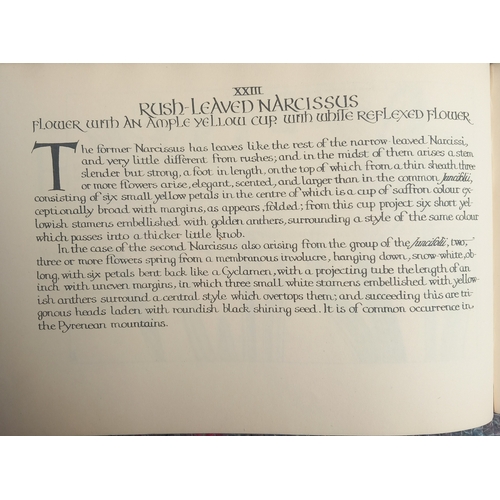 XXIII
RUSH-LEAVED NARCISSUS
FLOWER WITH AN AMPLE YELLOW CUP, WITH WHITE REFLEXED FLOWER
The former Narcissus has leaves like the rest of the narrow-leaved Narcissi,
and very little different from rushes; and in the midst of them arises a stem
slender but strong, a foot in length, on the top of which from a thin sheath three
or more flowers arise, elegant, scented, and larger than in the common Juncifolii,
consisting of six small yellow petals in the centre of which is a cup of saffron colour ex-
ceptionally broad with margins, as appears, folded; from this cup project six short yel-
lowish stamens embellished with golden anthers, surrounding a style of the same colour
which passes into a thicker little knob.
In the case of the second Narcissus also arising from the group of the Juncifolii, two,
three or more flowers spring from a membranous involucre, hanging down, snow-white, ob-
long, with six petals bent back like a Cyclamen, with a projecting tube the length of an
inch with uneven margins, in which three small white stamens embellished with yellow-
ish anthers surround a central style which overtops them; and succeeding this are tri-
gonous heads laden with roundish black shining seed. It is of common occurrence in
the Pyrenean mountains.